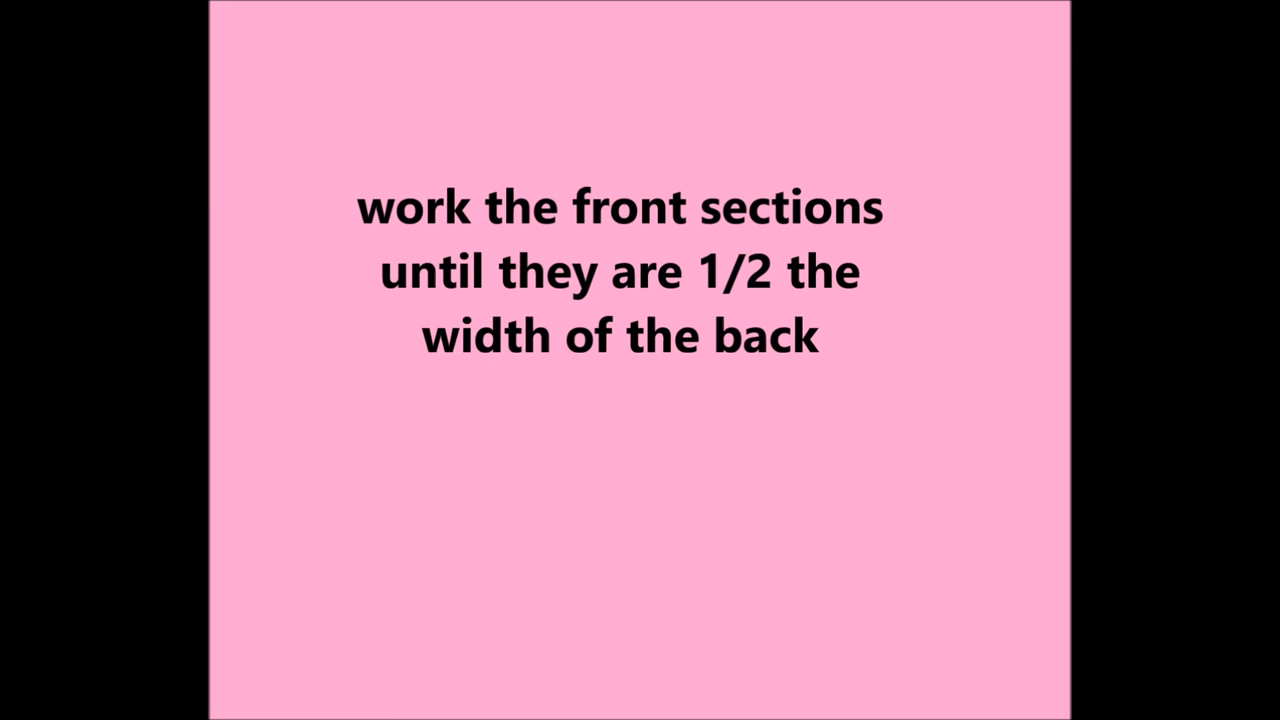 work the front sections
until they are 1/2 the
width of the back